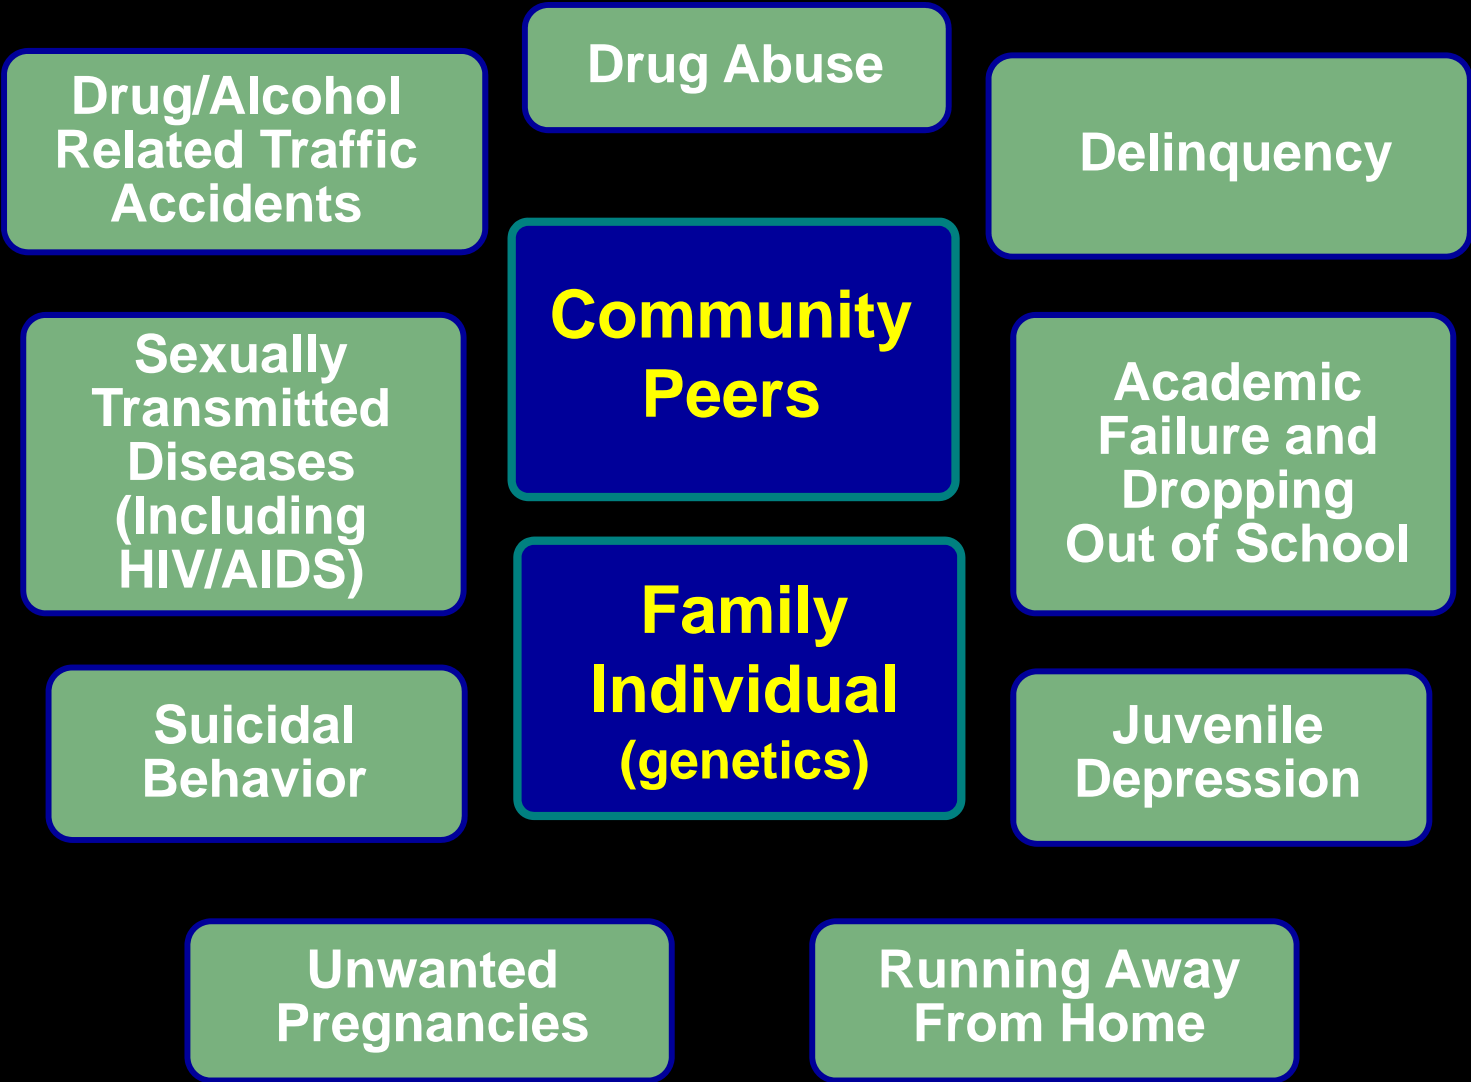 Drug Abuse
Drug/Alcohol
Related Traffic
Accidents
Delinquency
Community
Peers
Sexually
Transmitted
Diseases
(Including
HIV/AIDS)
Academic
Failure and
Dropping
Out of School
Family
Individual
(genetics)
Suicidal
Behavior
Juvenile
Depression
Unwanted
Pregnancies
Running Away
From Home